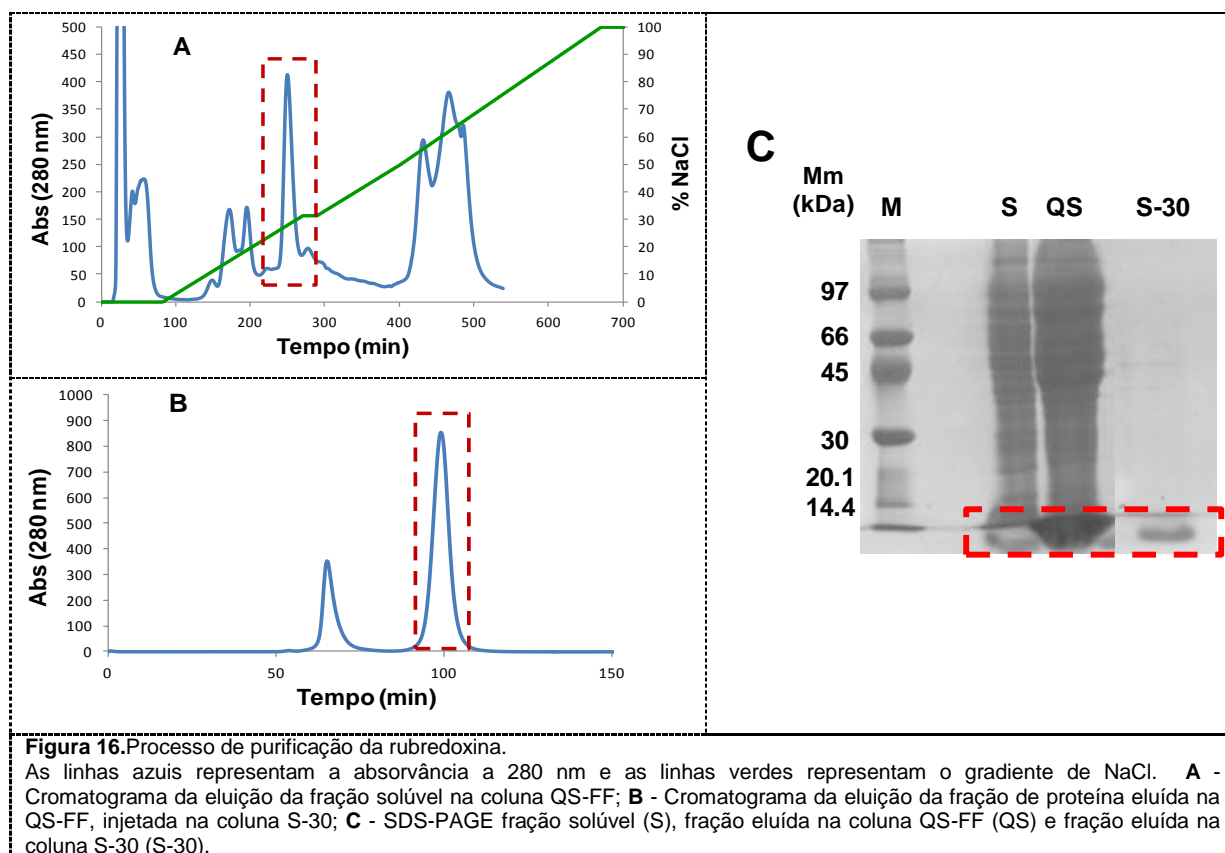 A
Abs (280 nm)
500
450
400
350
300
250
200
150
100
50
0
100
90
80
70
60
50
40
30
20
10
0
% NaCl
0 100 200 300 400 500 600 700
Tempo (min)
B
Abs (280 nm)
1000
900
800
700
600
500
400
300
200
100
0
0 50 100 150
Tempo (min)
C
Mm
(kDa) M S QS S-30
97
66
45
30
20.1
14.4
Figura 16.Processo de purificação da rubredoxina.
As linhas azuis representam a absorvância a 280 nm e as linhas verdes representam o gradiente de NaCl. A -
Cromatograma da eluição da fração solúvel na coluna QS-FF; B - Cromatograma da eluição da fração de proteína eluída na
QS-FF, injetada na coluna S-30; C - SDS-PAGE fração solúvel (S), fração eluída na coluna QS-FF (QS) e fração eluída na
coluna S-30 (S-30).